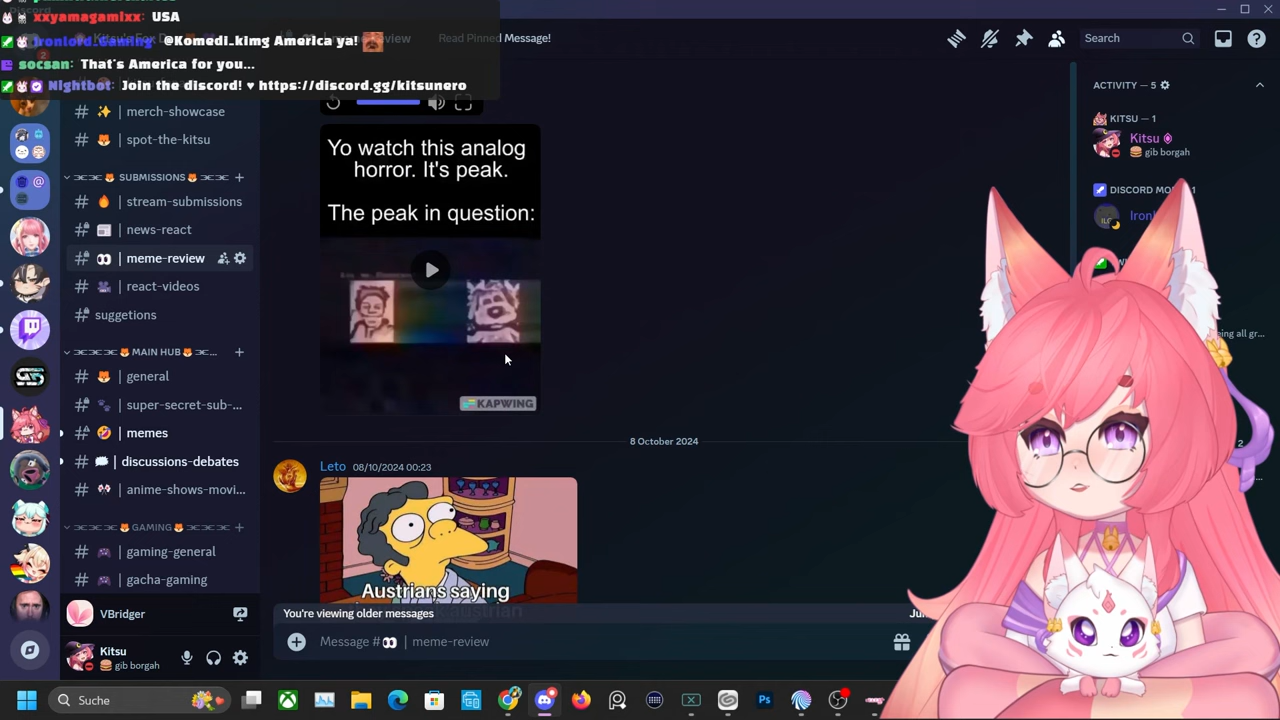 xxyamagamixx: USA
Ironlord_Gaming @Komedi_kimg America ya!
Read Pinned Message!
Search
socsan: That's America for you...
Nightbot: Join the discord! ♥ https://discord.gg/kitsunero
# | merch-showcase
# | spot-the-kitsu
SUBMISSIONS
# | stream-submissions
# | news-react
# | meme-review
# | react-videos
suggetions
MAIN HUB
# | general
# | super-secret-sub-...
# | memes
# | discussions-debates
# | anime-shows-movi...
GAMING
# | gaming-general
# | gacha-gaming
VBridger
Kitsu
gib borgah
Yo watch this analog
horror. It's peak.
The peak in question:
KAPWING
8 October 2024
Leto 08/10/2024 00:23
Austrians saying
You're viewing older messages
Message # | meme-review
ACTIVITY — 5
KITSU — 1
Kitsu
gib borgah
Suche